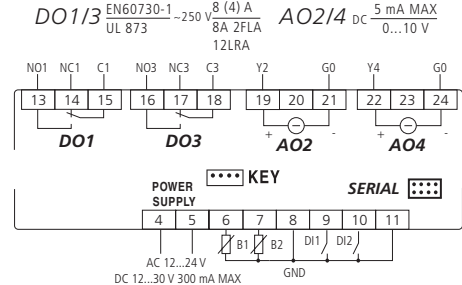 DO1/3 EN60730-1 UL 873 ~250 V 8 (4) A 8A 2FLA 12LRA AO2/4 DC 5 mA MAX 0...10 V
NO1 NC1 C1 NO3 NC3 C3 Y2 G0 Y4 G0
13 14 15 16 17 18 19 20 21 22 23 24
+ - + -
DO1 DO3 AO2 AO4
KEY
POWER SUPPLY
SERIAL
4 5 6 7 8 9 10 11
B1 B2 DI1 DI2
AC 12...24 V
GND
DC 12...30 V 300 mA MAX